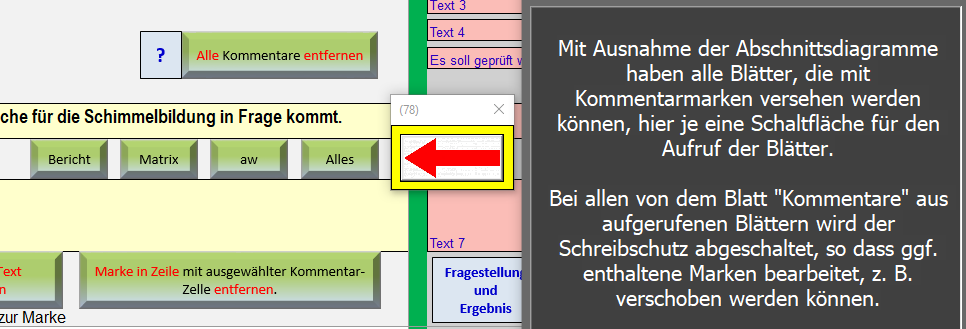 ?
Alle Kommentare entfernen
che für die Schimmelbildung in Frage kommt.
Bericht
Matrix
aw
Alles
Text
n
Marke in Zeile mit ausgewählter Kommentar-
Zelle entfernen.
zur Marke
Text 3
Text 4
Es soll geprüft w
(78)
Text 7
Fragestellung
und
Ergebnis
Mit Ausnahme der Abschnittsdiagramme
haben alle Blätter, die mit
Kommentarmarken versehen werden
können, hier je eine Schaltfläche für den
Aufruf der Blätter.
Bei allen von dem Blatt "Kommentare" aus
aufgerufenen Blättern wird der
Schreibschutz abgeschaltet, so dass ggf.
enthaltene Marken bearbeitet, z. B.
verschoben werden können.